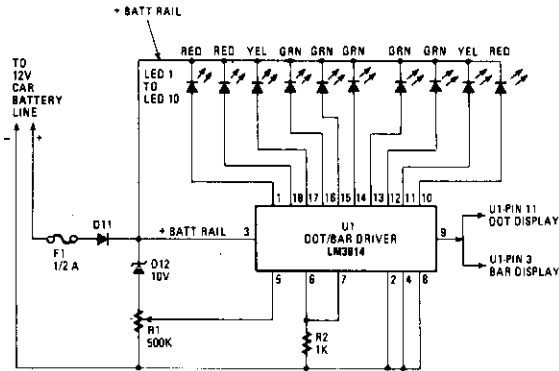 + BATT RAIL
RED RED YEL GRN GRN GRN GRN GRN YEL RED
TO
12V
CAR
BATTERY
LINE
LED 1
TO
LED 10
- +
1 18 17 16 15 14 13 12 11 10
F1
1/2 A
D11
+ BATT RAIL
3
U1
DOT/BAR DRIVER
LM3914
9
U1-PIN 11
DOT DISPLAY
U1-PIN 3
BAR DISPLAY
D12
10V
5 6 7 2 4 8
R1
500K
R2
1K